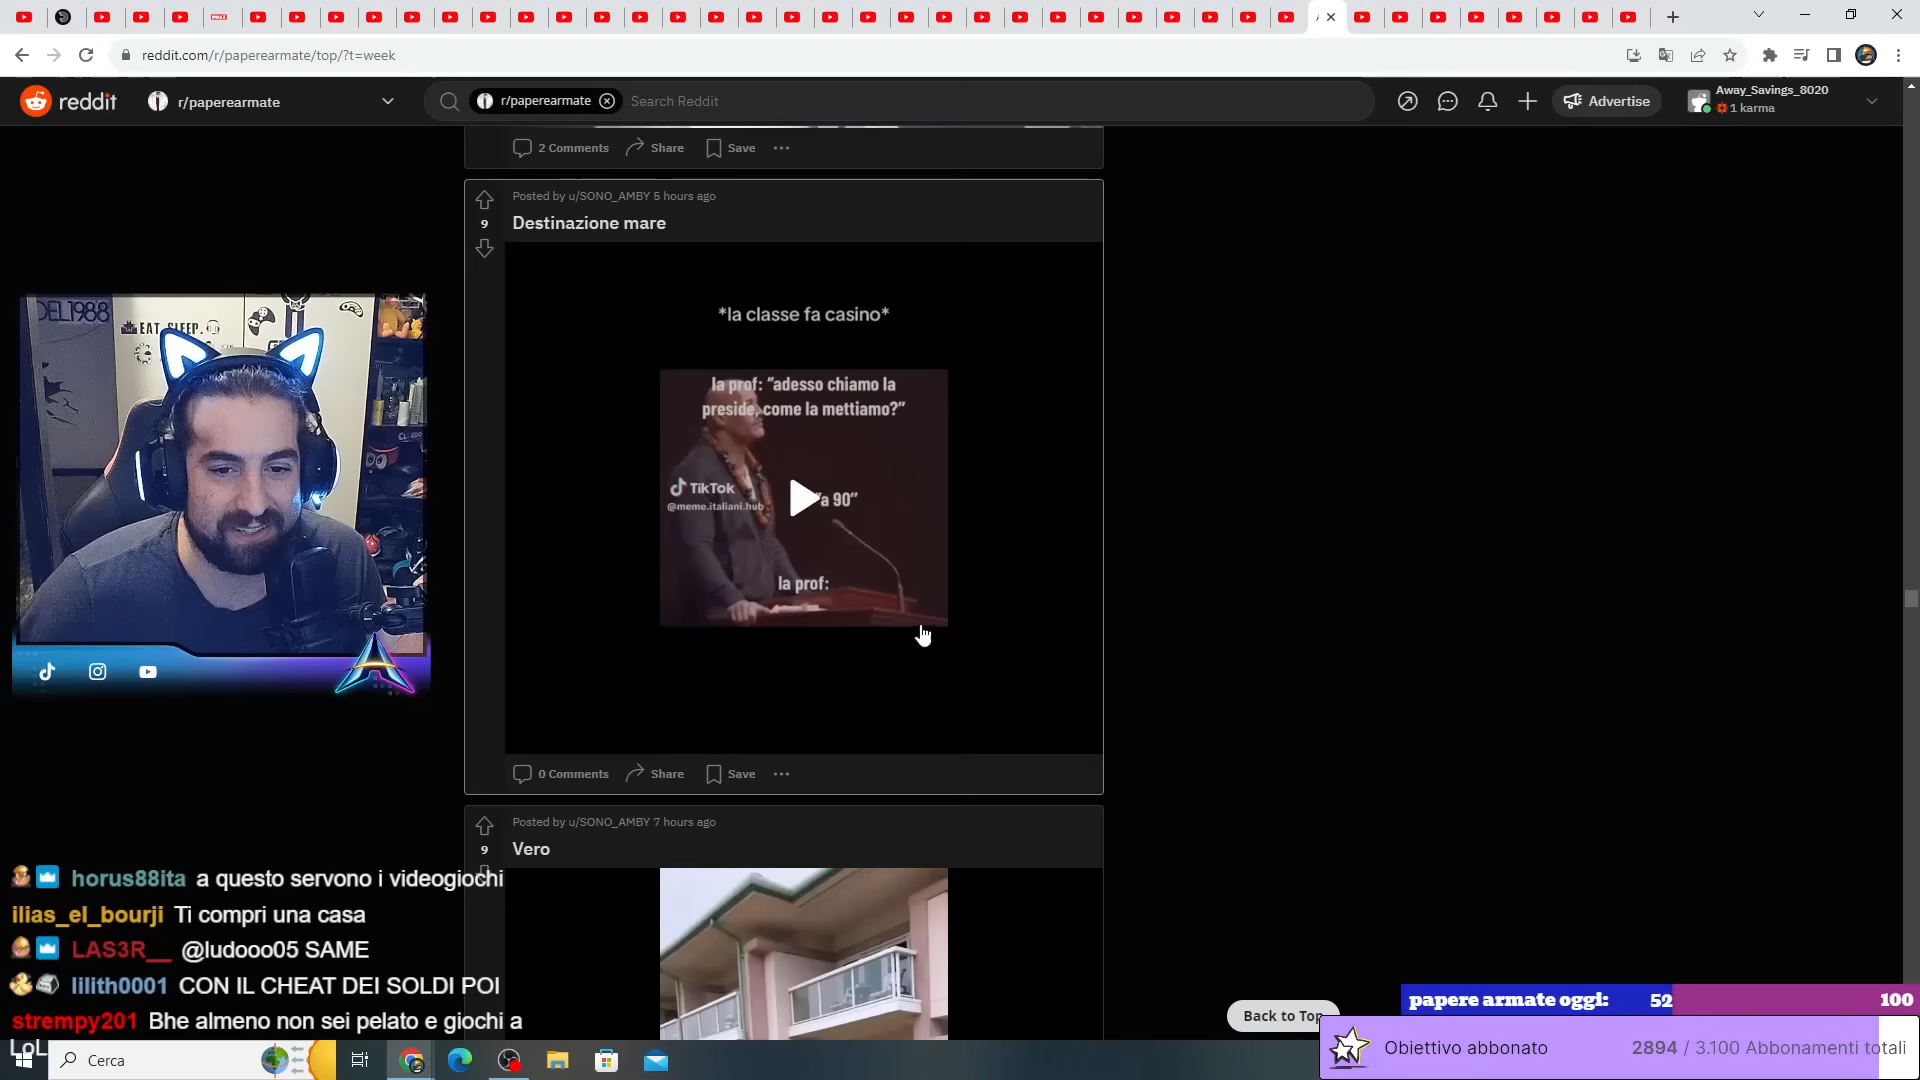 reddit.com/r/paperearmate/top/?t=week
reddit
r/paperearmate
r/paperearmate
Search Reddit
Advertise
Away_Savings_8020
1 karma
2 Comments
Share
Save
Posted by u/SONO_AMBY 5 hours ago
9
Destinazione mare
*la classe fa casino*
la prof: "adesso chiamo la
preside, come la mettiamo?"
TikTok
@meme.italiani.hub
"a 90"
la prof:
0 Comments
Share
Save
Posted by u/SONO_AMBY 7 hours ago
9
Vero
DEL1988
EAT. SLEEP.
horus88ita a questo servono i videogiochi
ilias_el_bourji Ti compri una casa
LAS3R__ @ludooo05 SAME
lilith0001 CON IL CHEAT DEI SOLDI POI
strempy201 Bhe almeno non sei pelato e giochi a
LoL
Back to Top
papere armate oggi: 52 100
Obiettivo abbonato 2894 / 3.100 Abbonamenti totali
Cerca